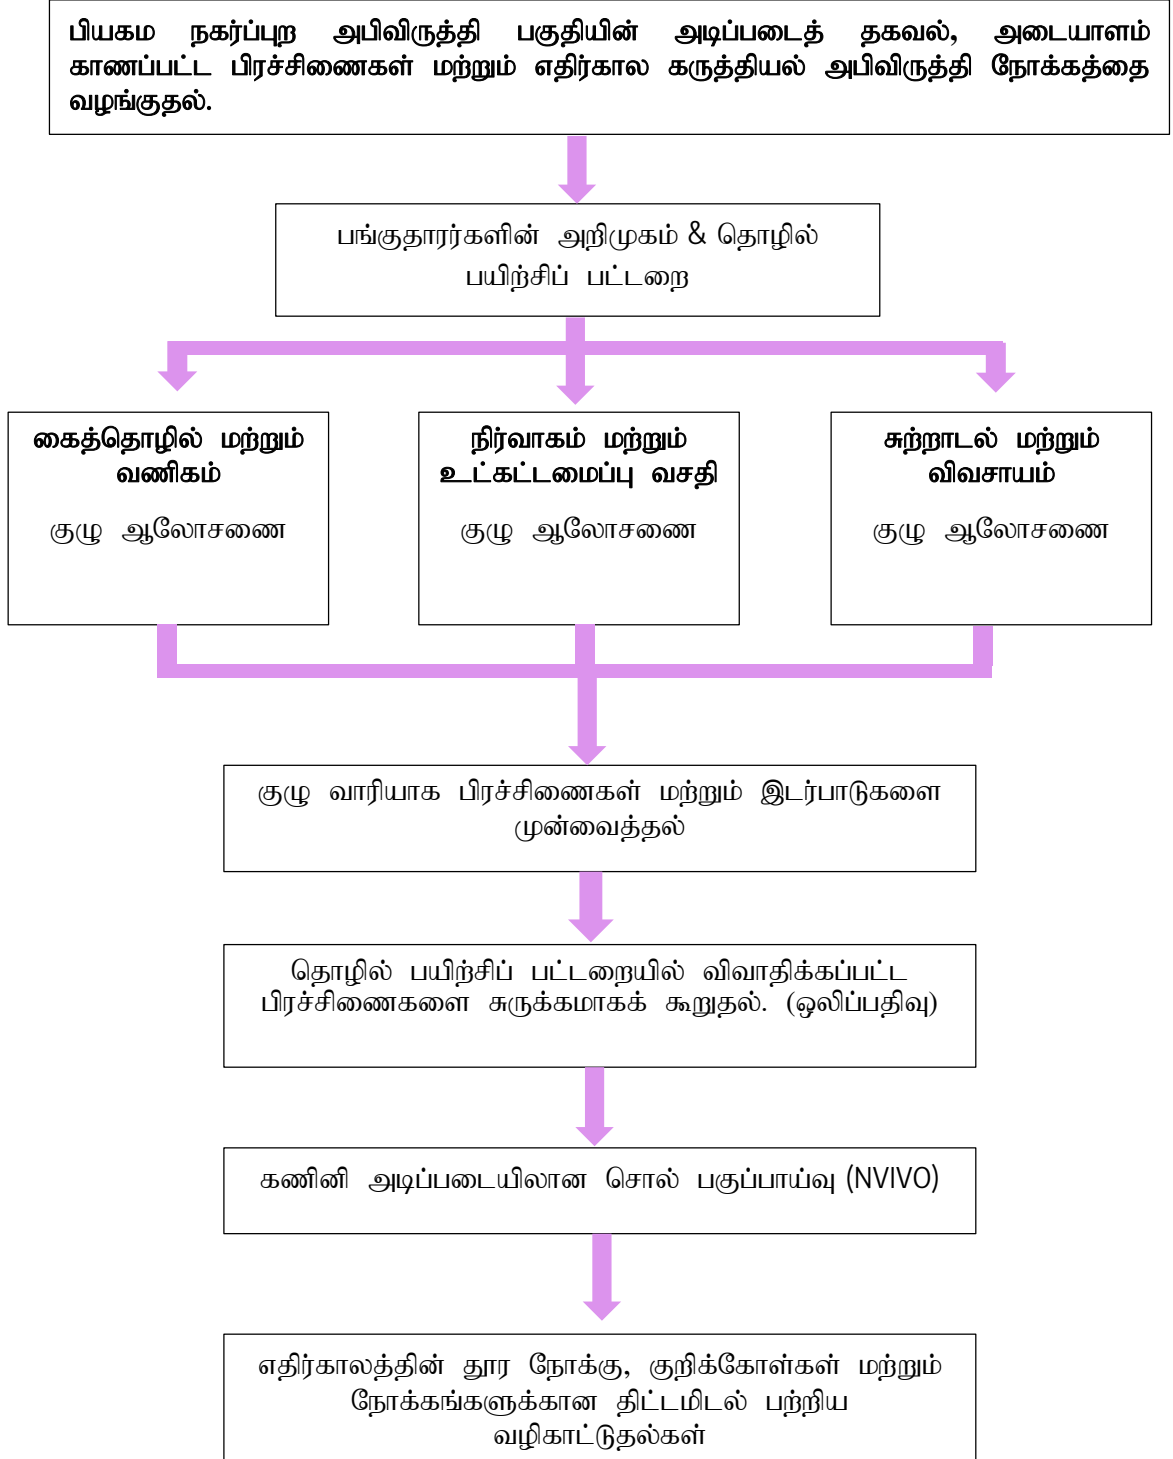 பியகம நகர்ப்புற அபிவிருத்தி பகுதியின் அடிப்படைத் தகவல், அடையாளம்
காணப்பட்ட பிரச்சிணைகள் மற்றும் எதிர்கால கருத்தியல் அபிவிருத்தி நோக்கத்தை
வழங்குதல்.
பங்குதாரர்களின் அறிமுகம் & தொழில்
பயிற்சிப் பட்டறை
கைத்தொழில் மற்றும்
வணிகம்
குழு ஆலோசணை
நிர்வாகம் மற்றும்
உட்கட்டமைப்பு வசதி
குழு ஆலோசணை
சுற்றாடல் மற்றும்
விவசாயம்
குழு ஆலோசணை
குழு வாரியாக பிரச்சிணைகள் மற்றும் இடர்பாடுகளை
முன்வைத்தல்
தொழில் பயிற்சிப் பட்டறையில் விவாதிக்கப்பட்ட
பிரச்சிணைகளை சுருக்கமாகக் கூறுதல். (ஒலிப்பதிவு)
கணினி அடிப்படையிலான சொல் பகுப்பாய்வு (NVIVO)
எதிர்காலத்தின் தூர நோக்கு, குறிக்கோள்கள் மற்றும்
நோக்கங்களுக்கான திட்டமிடல் பற்றிய
வழிகாட்டுதல்கள்